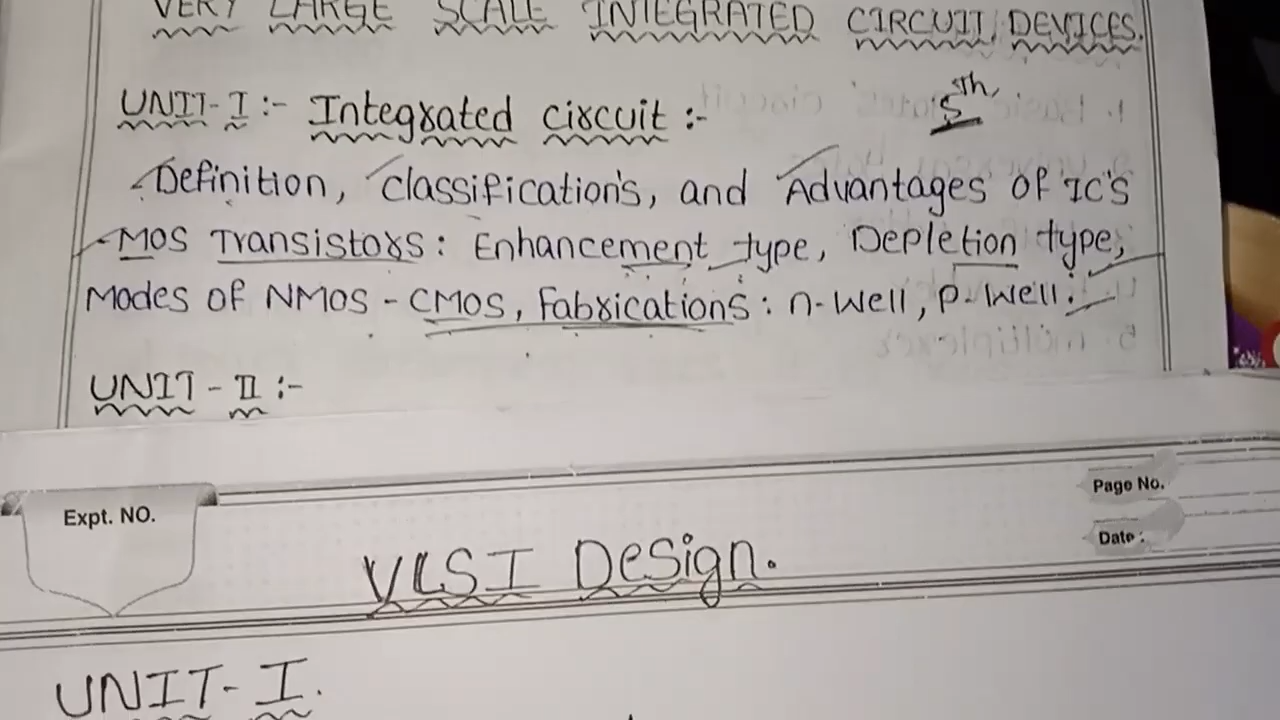 VERY LARGE SCALE INTEGRATED CIRCUIT DEVICES.
UNIT-I:- Integrated circuit:-
5th,
Definition, classification's, and Advantages of IC's
-MOS Transistors: Enhancement type, Depletion type,
Modes of NMOS - CMOS, Fabrications: n-well, p-well.
UNIT-II:-
Expt. NO.
Page No.
Date:
VLSI Design.
UNIT-I.